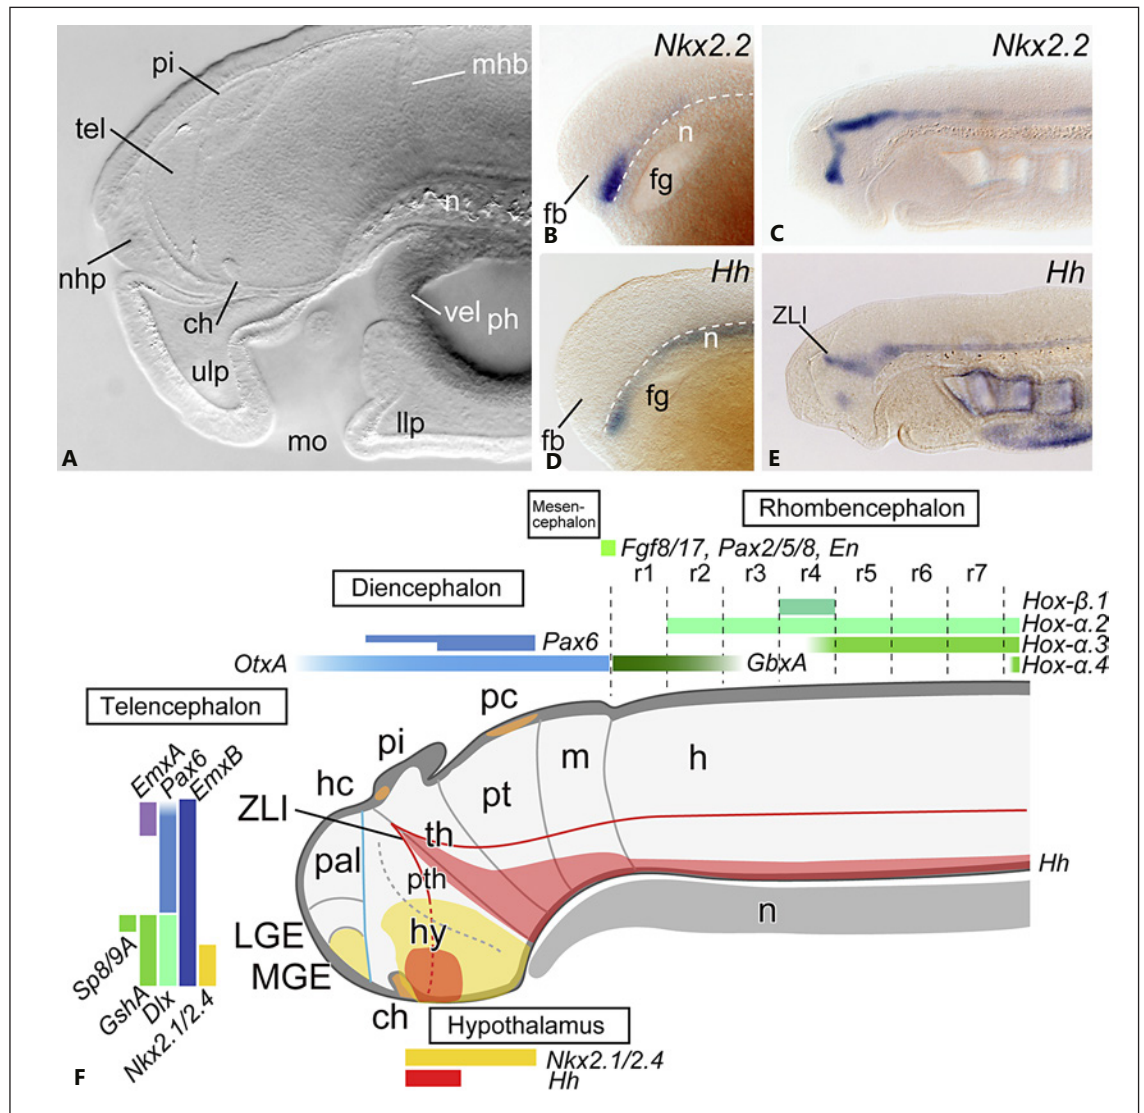 pi
mhb
tel
n
nhp
ch
vel ph
ulp
llp
mo
A
Nkx2.2
n
fg
fb
B
Nkx2.2
C
Hh
n
fg
fb
D
Hh
ZLI
E
Mesen-
cephalon
Rhombencephalon
Fgf8/17, Pax2/5/8, En
r1 r2 r3 r4 r5 r6 r7
Diencephalon
Hox-β.1
Hox-α.2
Pax6
Hox-α.3
OtxA
GbxA
Hox-α.4
Telencephalon
EmxA
Pax6
EmxB
Sp8/9A
GshA
Dlx
Nkx2.1/2.4
pc
pi
hc
m
h
pt
ZLI
th
pal
pth
Hh
hy
n
LGE
MGE
ch
Hypothalamus
Nkx2.1/2.4
Hh
F